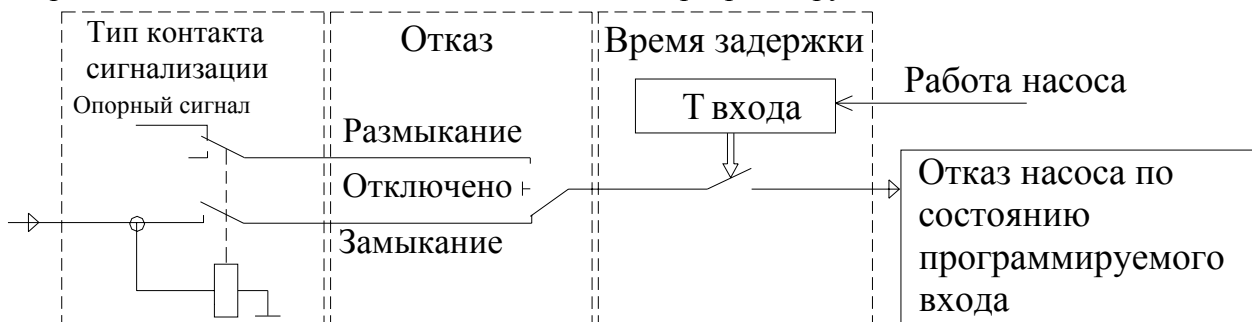 Тип контакта
сигнализации
Опорный сигнал
Отказ
Размыкание
Отключено
Замыкание
Время задержки
Т входа
Работа насоса
Отказ насоса по
состоянию
программируемого
входа